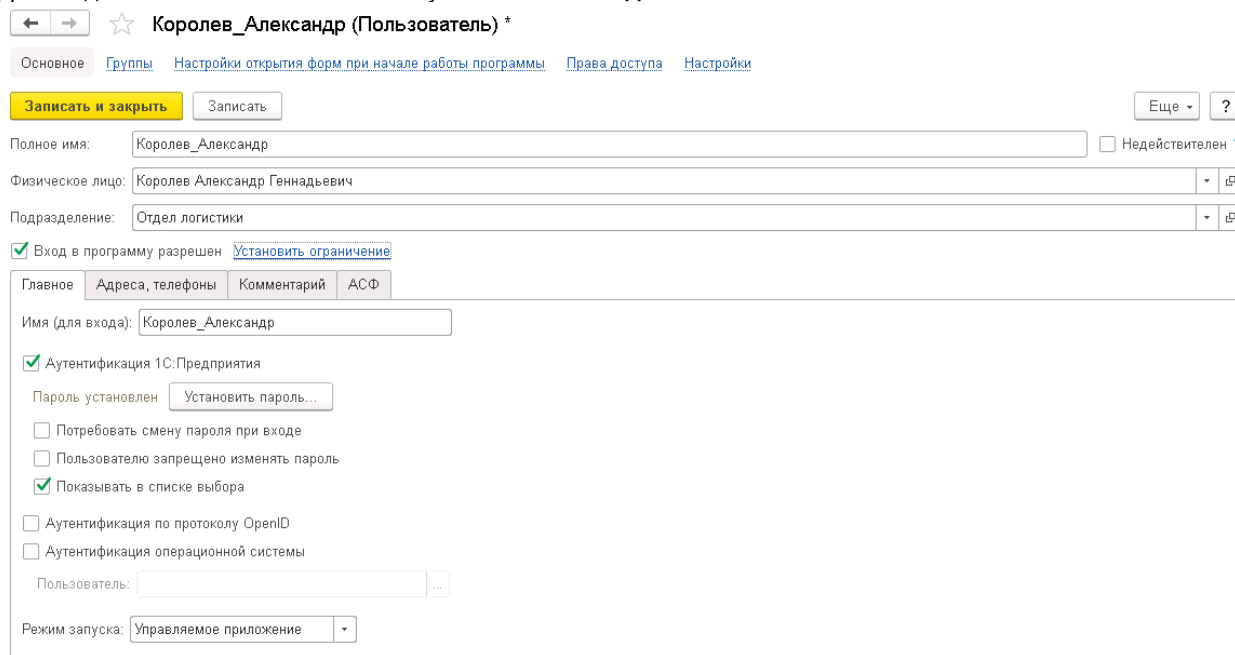 Королев_Александр (Пользователь) *
Основное Группы Настройки открытия форм при начале работы программы Права доступа Настройки
Записать и закрыть Записать Еще ?
Полное имя: Королев_Александр Недействителен
Физическое лицо: Королев Александр Геннадьевич
Подразделение: Отдел логистики
Вход в программу разрешен Установить ограничение
Главное Адреса, телефоны Комментарий АСФ
Имя (для входа): Королев_Александр
Аутентификация 1С:Предприятия
Пароль установлен Установить пароль...
Потребовать смену пароля при входе
Пользователю запрещено изменять пароль
Показывать в списке выбора
Аутентификация по протоколу OpenID
Аутентификация операционной системы
Пользователь: ...
Режим запуска: Управляемое приложение